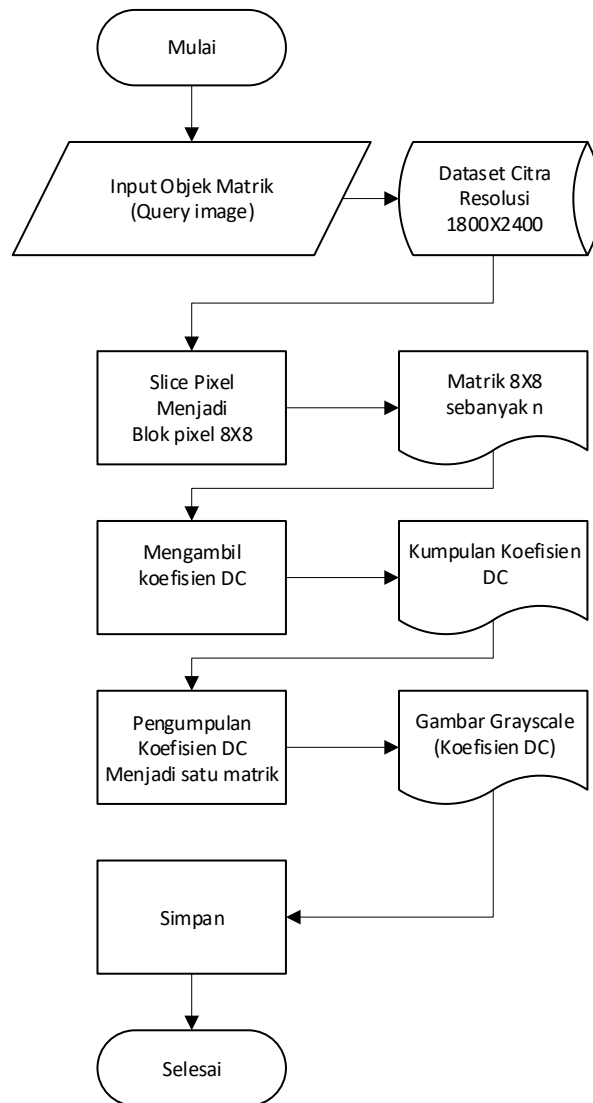 Mulai
Input Objek Matrik
(Query image)
Dataset Citra
Resolusi
1800X2400
Slice Pixel
Menjadi
Blok pixel 8X8
Matrik 8X8
sebanyak n
Mengambil
koefisien DC
Kumpulan Koefisien
DC
Pengumpulan
Koefisien DC
Menjadi satu matrik
Gambar Grayscale
(Koefisien DC)
Simpan
Selesai